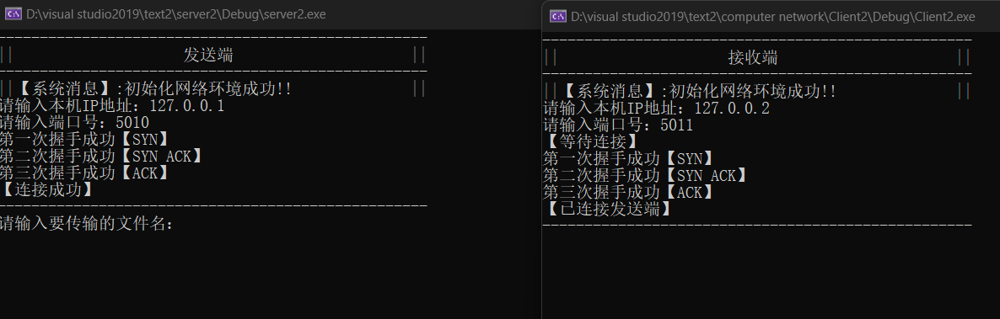 D:\visual studio2019\text2\server2\Debug\server2.exe
--------------------------------------------------
|| 发送端 ||
--------------------------------------------------
||【系统消息】:初始化网络环境成功!! ||
请输入本机IP地址: 127.0.0.1
请输入端口号: 5010
第一次握手成功【SYN】
第二次握手成功【SYN ACK】
第三次握手成功【ACK】
【连接成功】
--------------------------------------------------
请输入要传输的文件名:
D:\visual studio2019\text2\computer network\Client2\Debug\Client2.exe
--------------------------------------------------
|| 接收端 ||
--------------------------------------------------
||【系统消息】:初始化网络环境成功!! ||
请输入本机IP地址: 127.0.0.2
请输入端口号: 5011
【等待连接】
第一次握手成功【SYN】
第二次握手成功【SYN ACK】
第三次握手成功【ACK】
【已连接发送端】
--------------------------------------------------